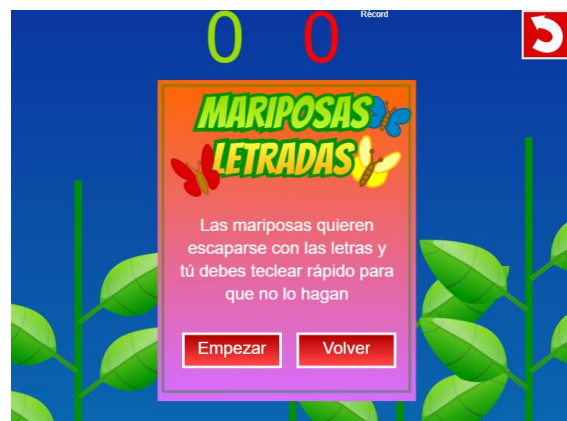 0 0 Récord
MARIPOSAS
LETRADAS
Las mariposas quieren
escaparse con las letras y
tú debes teclear rápido para
que no lo hagan
Empezar Volver